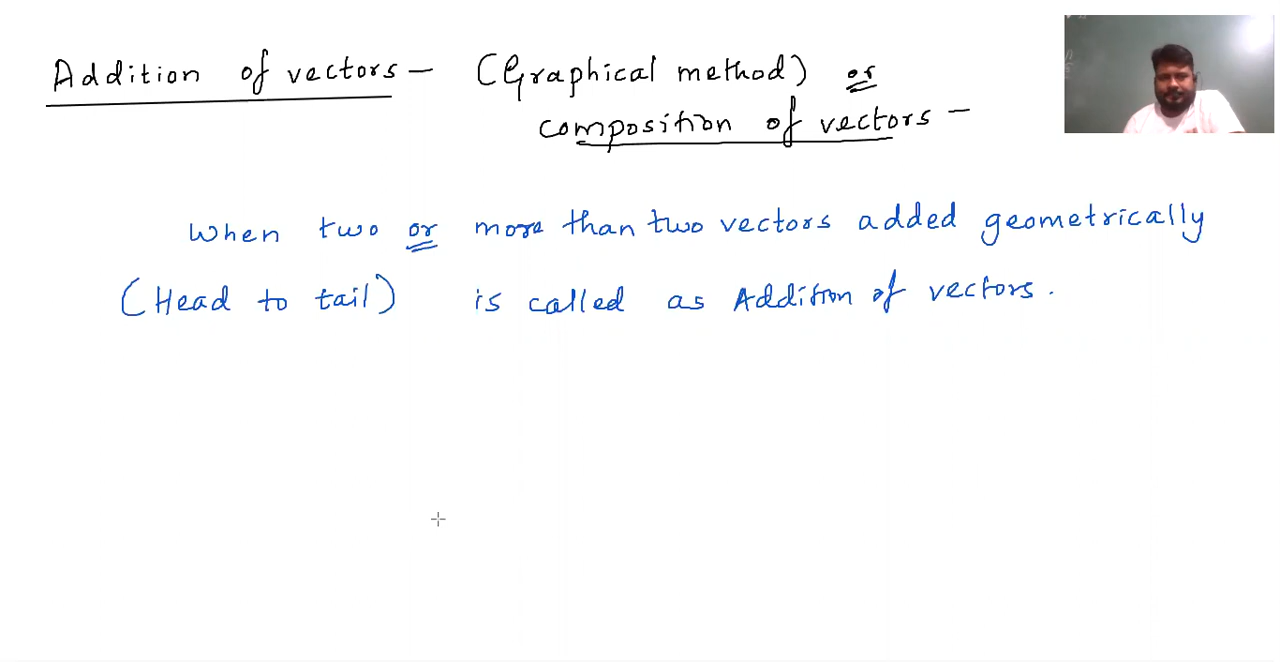 Addition of vectors - (Graphical method) or
composition of vectors -
When two or more than two vectors added geometrically
(Head to tail) is called as Addition of vectors.